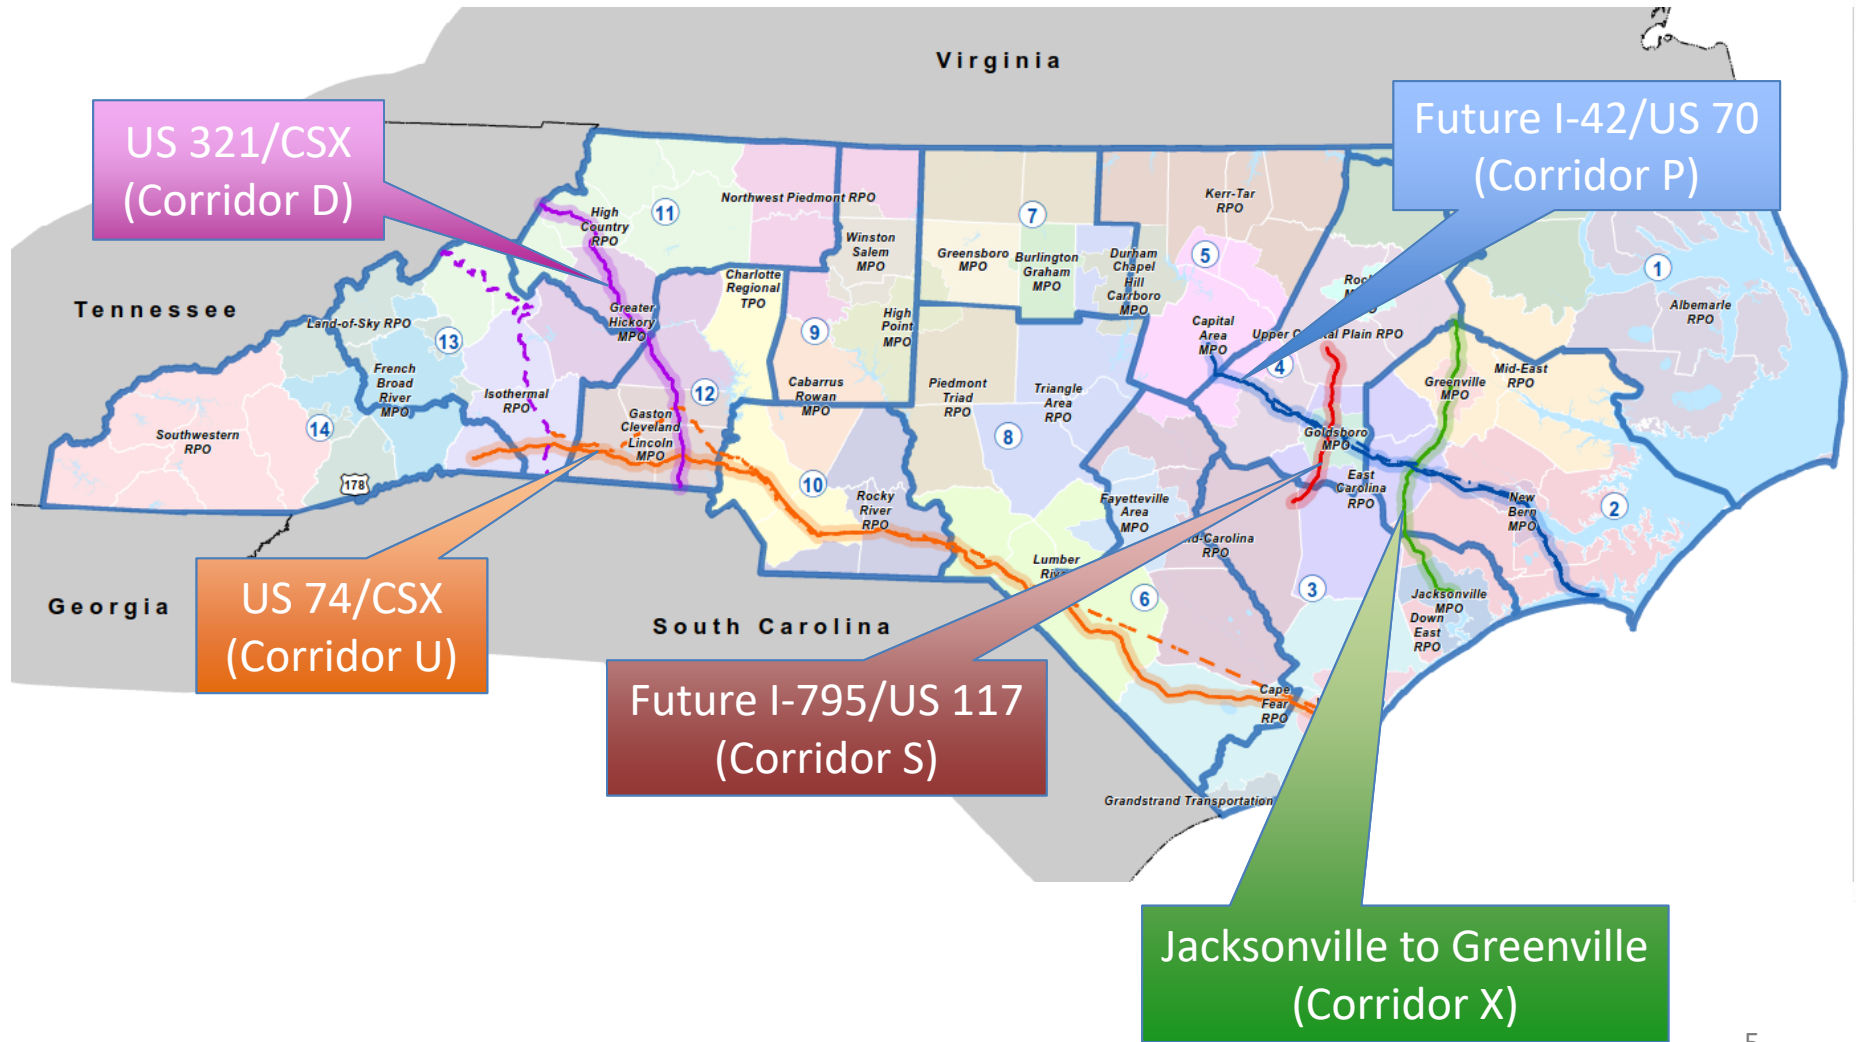 Virginia
US 321/CSX
(Corridor D)
Future I-42/US 70
(Corridor P)
Tennessee
Georgia
South Carolina
High
Country
RPO
11
Northwest Piedmont RPO
Winston
Salem
MPO
7
Greensboro
MPO
Burlington
Graham
MPO
Durham
Chapel
Hill
Carrboro
MPO
Kerr-Tar
RPO
5
1
Albemarle
RPO
Charlotte
Regional
TPO
Greater
Hickory
MPO
9
High
Point
MPO
Capital
Area
MPO
Upper
Plain RPO
4
Land-of-Sky RPO
13
French
Broad
River
MPO
Isothermal
RPO
12
Gaston
Cleveland
Lincoln
MPO
Cabarrus
Rowan
MPO
Piedmont
Triad
RPO
Triangle
Area
RPO
8
Greenville
MPO
Mid-East
RPO
Goldsboro
MPO
East
Carolina
RPO
Southwestern
RPO
14
178
10
Rocky
River
RPO
Fayetteville
Area
MPO
RPO
New
Bern
MPO
2
Lumber
6
3
Jacksonville
MPO
Down
East
RPO
US 74/CSX
(Corridor U)
Future I-795/US 117
(Corridor S)
Cape
Fear
RPO
Grandstrand Transportation
Jacksonville to Greenville
(Corridor X)